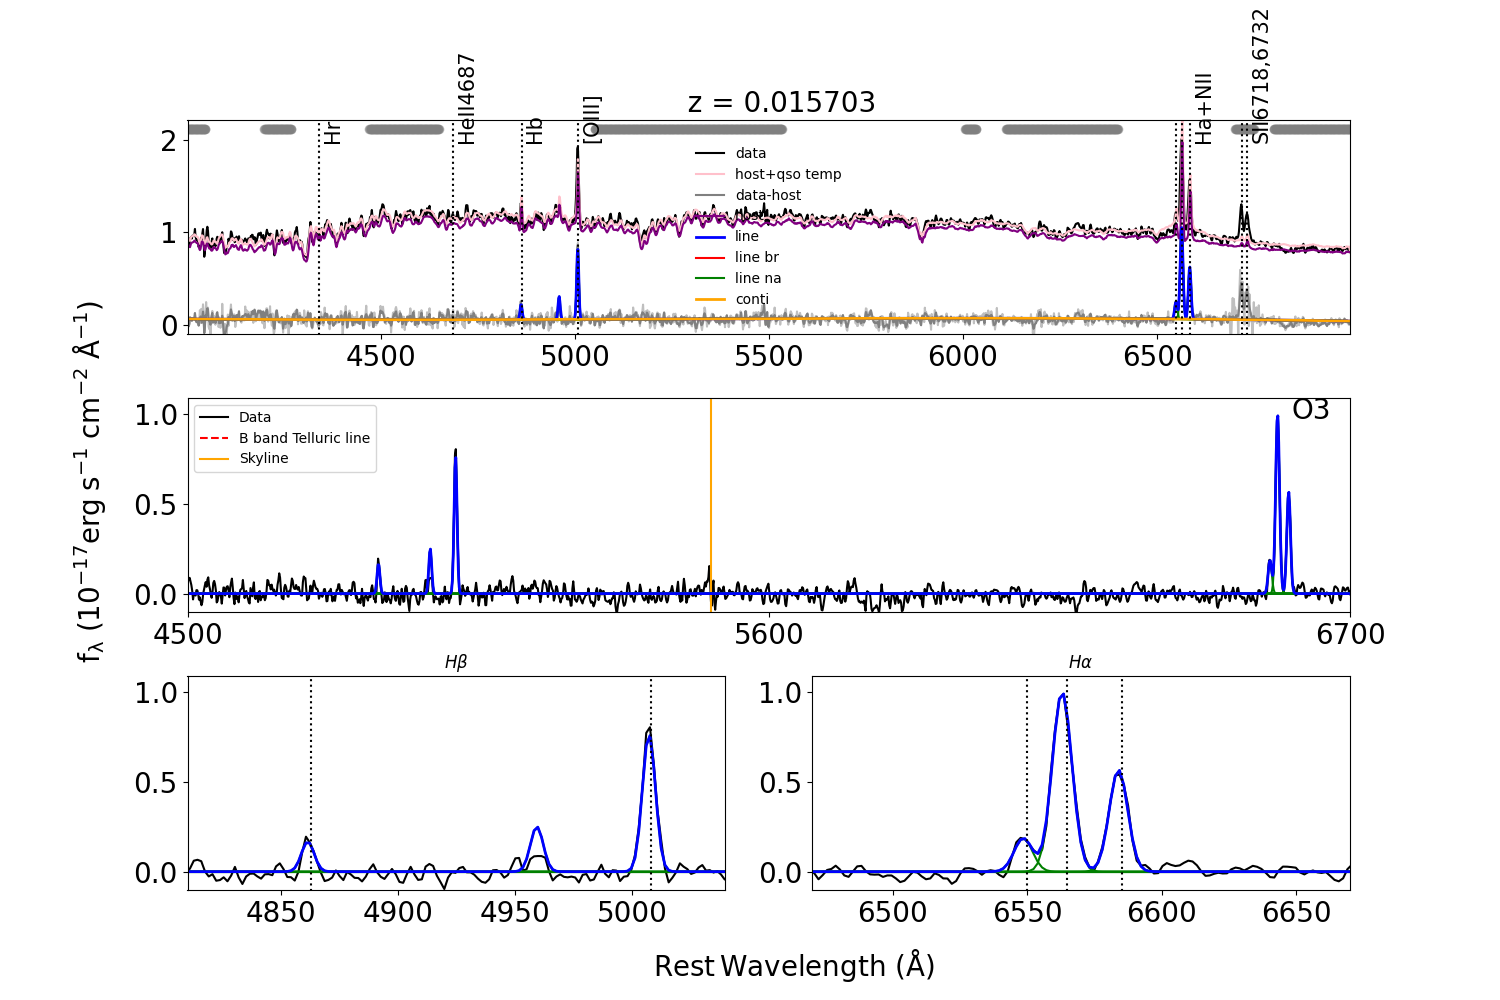 z = 0.015703
Hr
HeII4687
Hb
[OIII]
Ha+NII
SII6718,6732
data
host+qso temp
data-host
line
line br
line na
conti
2
1
0
4500 5000 5500 6000 6500
f_λ (10^{-17}erg s^{-1} cm^{-2} Å^{-1})
Data
B band Telluric line
Skyline
O3
1.0
0.5
0.0
4500 5600 6700
Hβ
1.0
0.5
0.0
4850 4900 4950 5000
Hα
1.0
0.5
0.0
6500 6550 6600 6650
Rest Wavelength (Å)